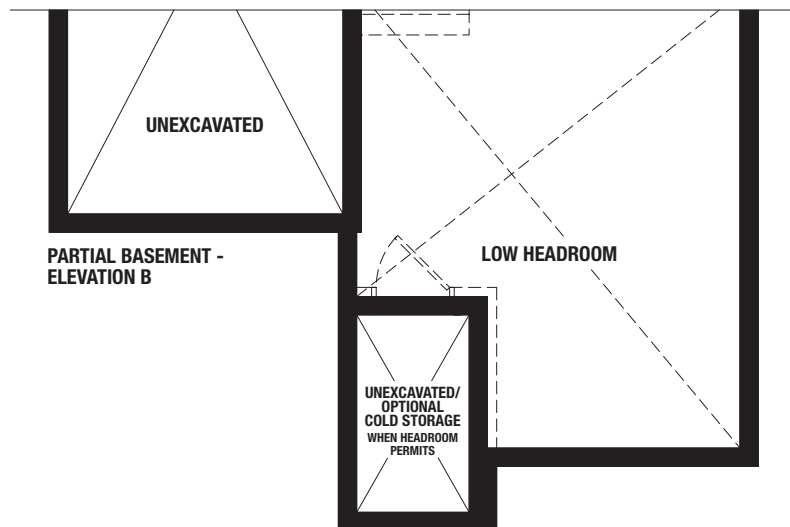 UNEXCAVATED
PARTIAL BASEMENT -
ELEVATION B
LOW HEADROOM
UNEXCAVATED/
OPTIONAL
COLD STORAGE
WHEN HEADROOM
PERMITS